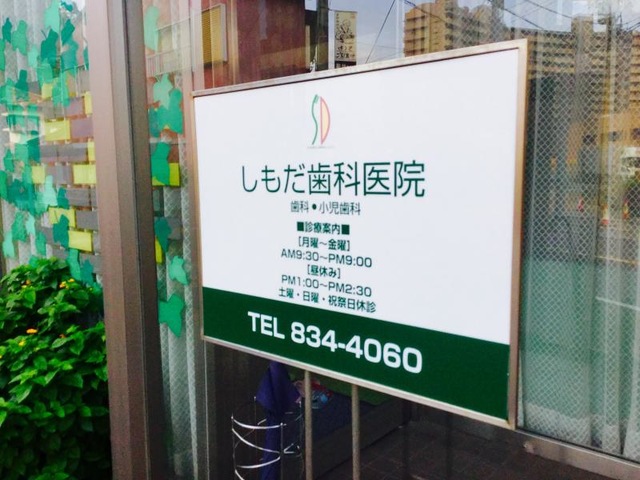 SD
しもだ歯科医院
歯科●小児歯科
■診療案内■
[月曜～金曜]
AM9:30～PM9:00
[昼休み]
PM1:00～PM2:30
土曜・日曜・祝祭日休診
TEL 834-4060